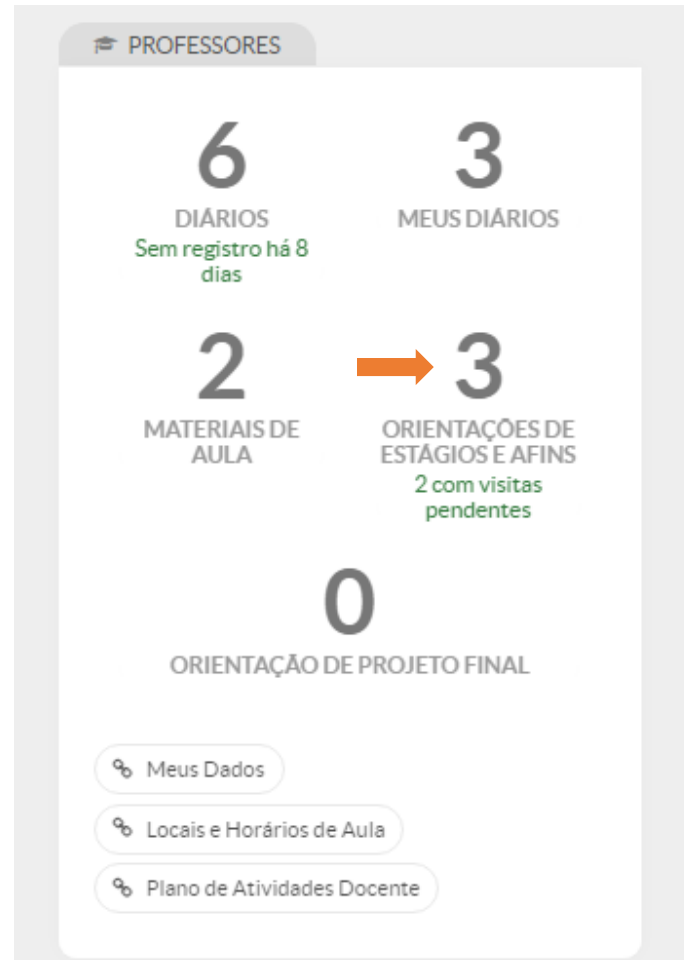 PROFESSORES
6
DIÁRIOS
Sem registro há 8
dias
3
MEUS DIÁRIOS
2
MATERIAIS DE
AULA
3
ORIENTAÇÕES DE
ESTÁGIOS E AFINS
2 com visitas
pendentes
0
ORIENTAÇÃO DE PROJETO FINAL
Meus Dados
Locais e Horários de Aula
Plano de Atividades Docente